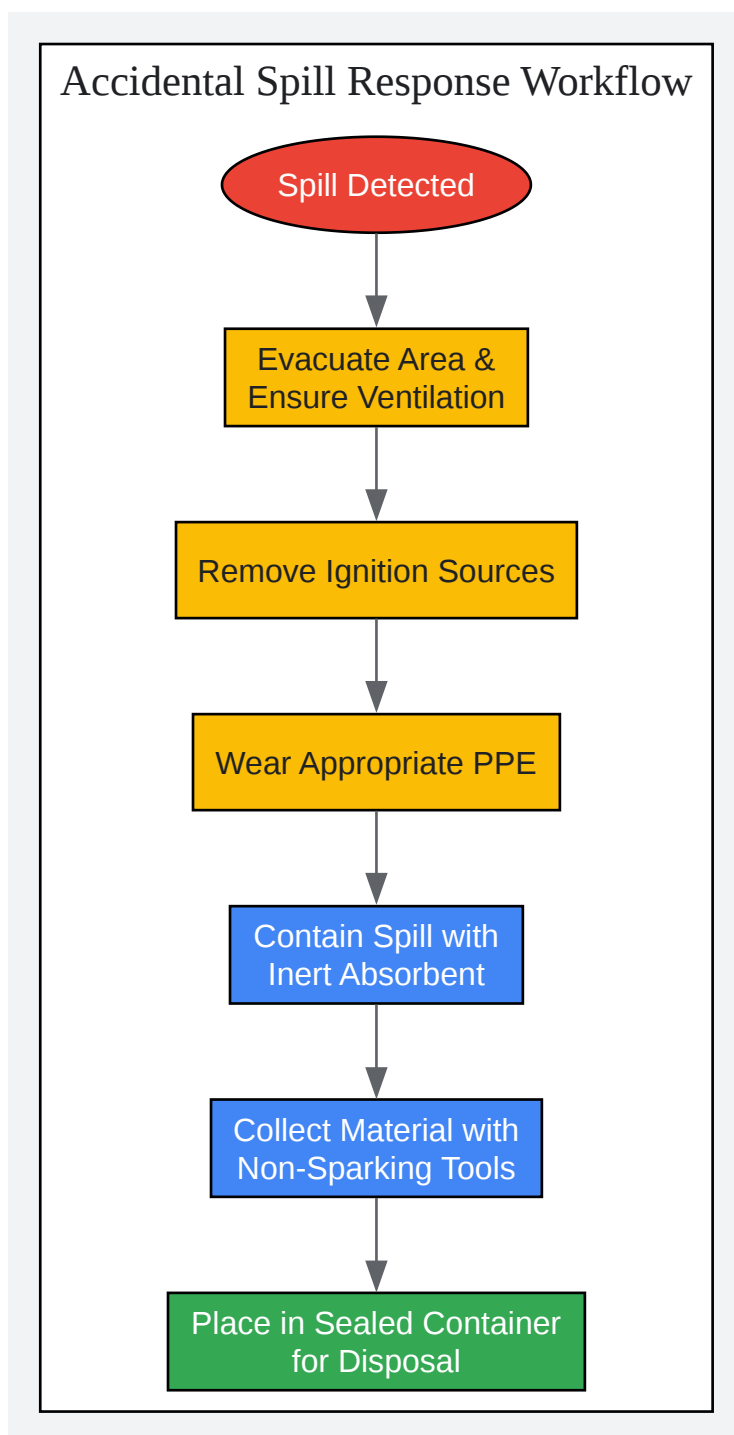 Accidental Spill Response Workflow
Spill Detected
Evacuate Area &
Ensure Ventilation
Remove Ignition Sources
Wear Appropriate PPE
Contain Spill with
Inert Absorbent
Collect Material with
Non-Sparking Tools
Place in Sealed Container
for Disposal